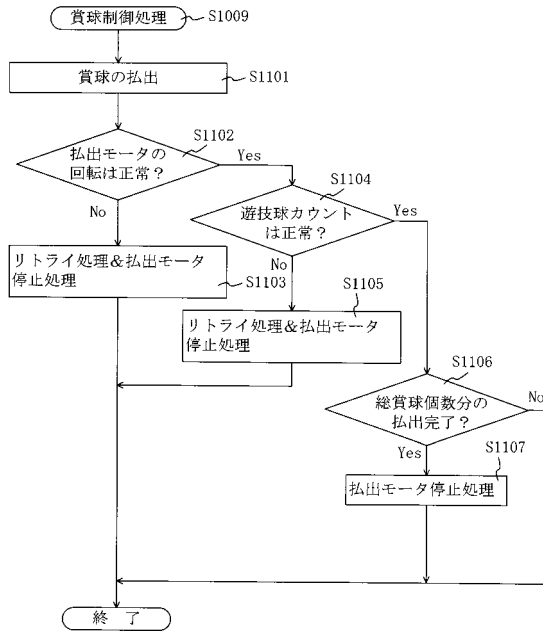 賞球制御処理
S1009
賞球の払出
S1101
S1102
払出モータの
回転は正常？
Yes
No
S1104
遊技球カウント
は正常？
Yes
No
リトライ処理&払出モータ
停止処理
S1103
S1105
リトライ処理&払出モータ
停止処理
S1106
総賞球個数分の
払出完了？
No
Yes
S1107
払出モータ停止処理
終 了